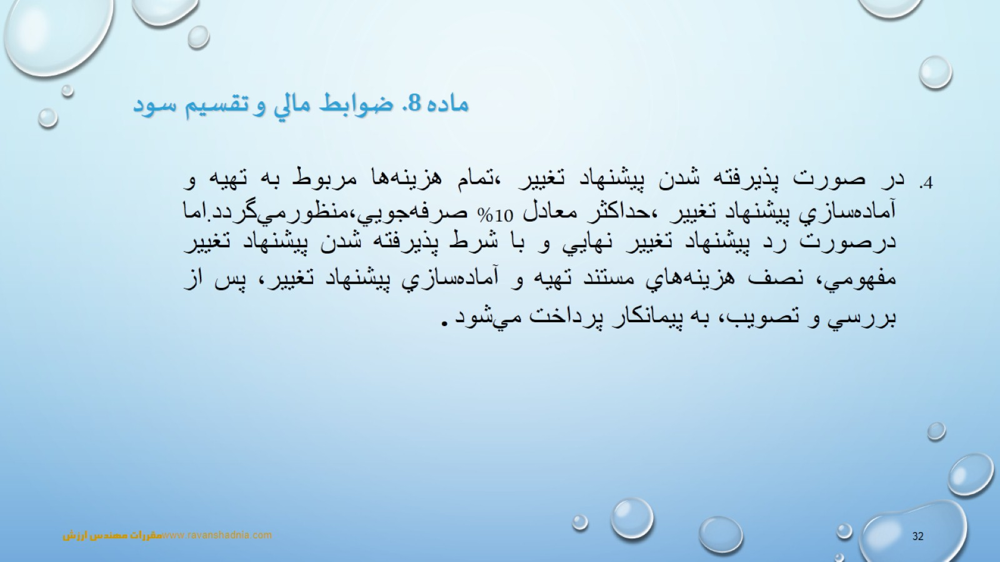 ماده 8. ضوابط مالي و تقسيم سود
4. در صورت پذيرفته شدن پيشنهاد تغيير ،تمام هزينه‌ها مربوط به تهيه و
آماده‌سازي پيشنهاد تغيير ،حداكثر معادل 10% صرفه‌جويي،منظورمي‌گردد.اما
درصورت رد پيشنهاد تغيير نهايي و با شرط پذيرفته شدن پيشنهاد تغيير
مفهومي، نصف هزينه‌هاي مستند تهيه و آماده‌سازي پيشنهاد تغيير، پس از
بررسي و تصويب، به پيمانكار پرداخت مي‌شود .
مقررات مهندس ارزش www.ravanshadnia.com
32